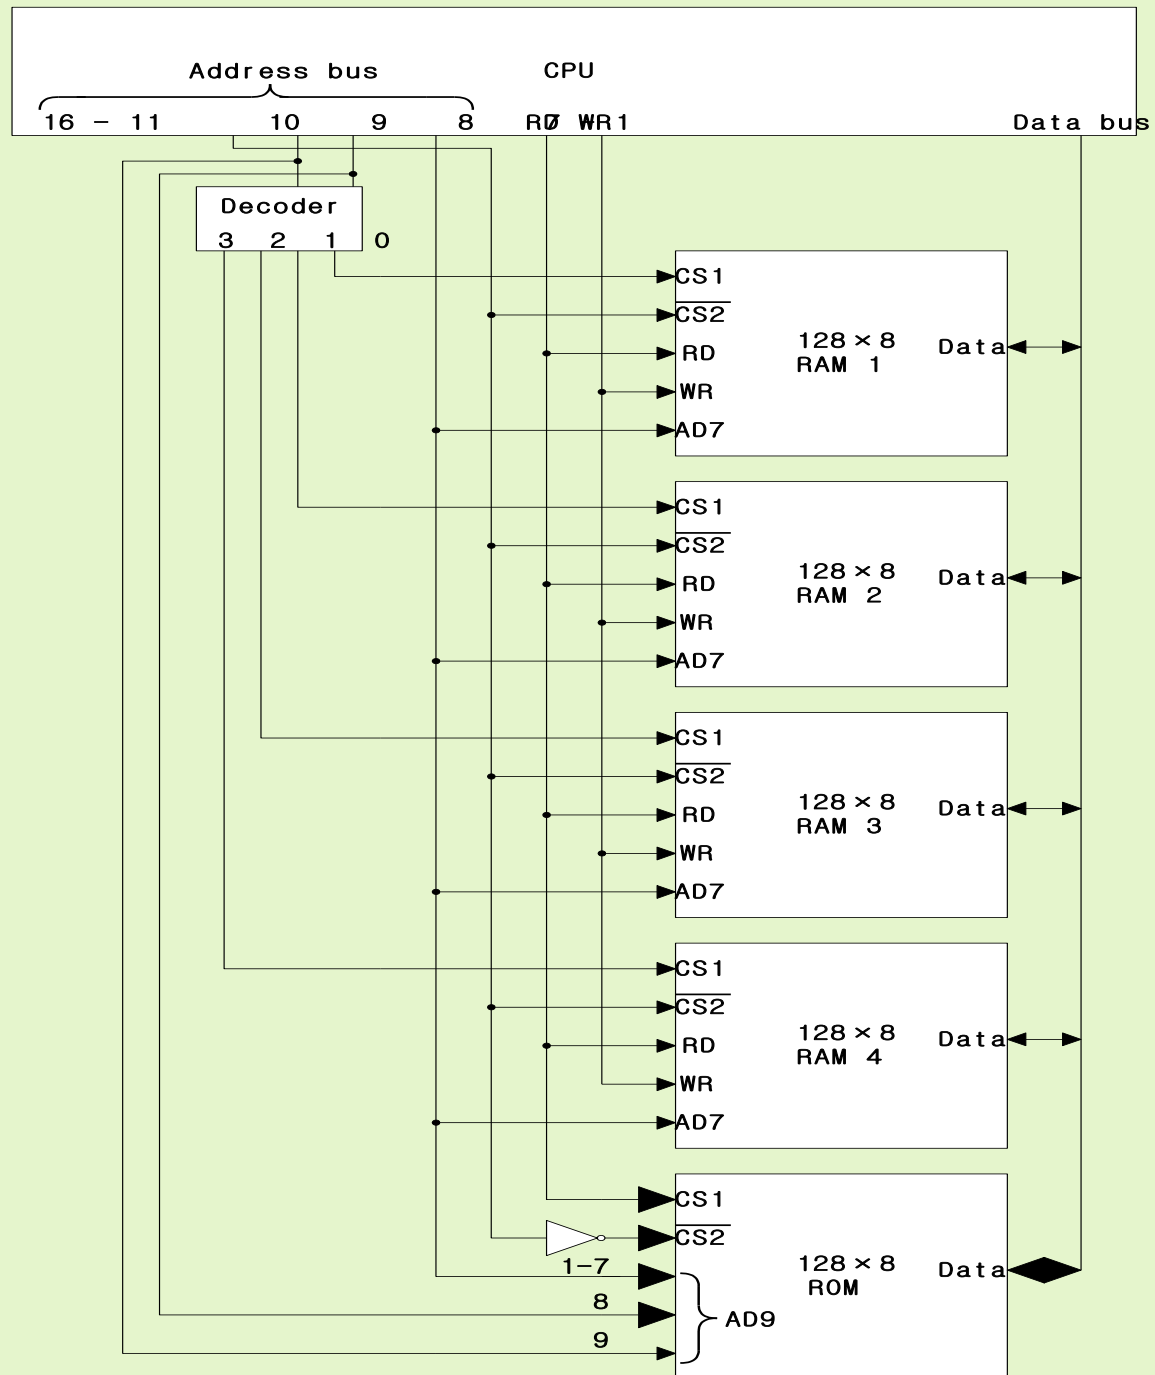 Address bus CPU
16 - 11 10 9 8 RD 7 - WR 1 Data bus
Decoder
3 2 1 0
CS1
CS2
RD
WR
AD7
128 × 8
RAM 1
Data
CS1
CS2
RD
WR
AD7
128 × 8
RAM 2
Data
CS1
CS2
RD
WR
AD7
128 × 8
RAM 3
Data
CS1
CS2
RD
WR
AD7
128 × 8
RAM 4
Data
CS1
CS2
1-7
8
9
AD9
128 × 8
ROM
Data